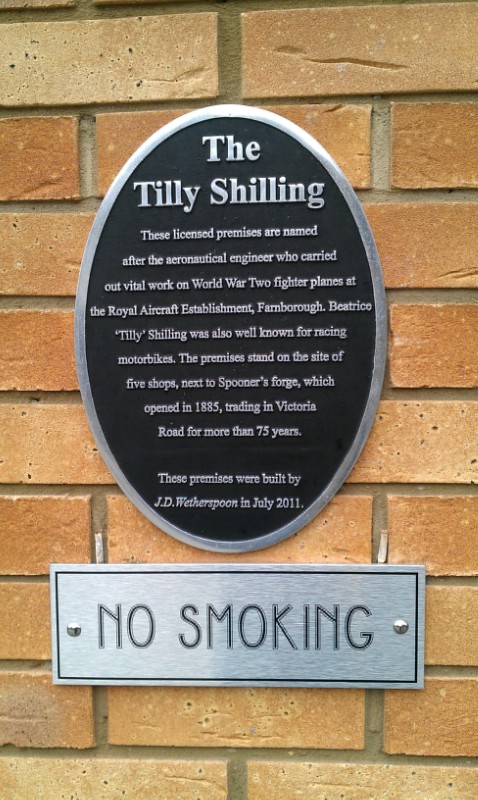 The
Tilly Shilling
These licensed premises are named
after the aeronautical engineer who carried
out vital work on World War Two fighter planes at
the Royal Aircraft Establishment, Farnborough. Beatrice
‘Tilly’ Shilling was also well known for racing
motorbikes. The premises stand on the site of
five shops, next to Spooner’s forge, which
opened in 1885, trading in Victoria
Road for more than 75 years.
These premises were built by
J.D.Wetherspoon in July 2011.
NO SMOKING